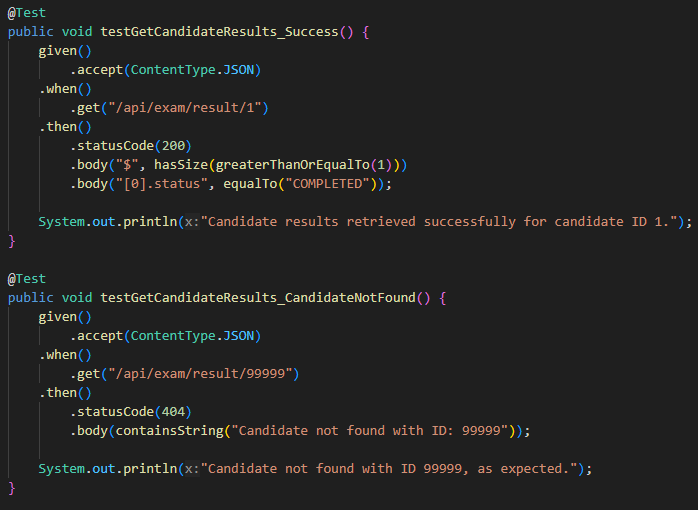 @Test
public void testGetCandidateResults_Success() {
    given()
        .accept(ContentType.JSON)
    .when()
        .get("/api/exam/result/1")
    .then()
        .statusCode(200)
        .body("$", hasSize(greaterThanOrEqualTo(1)))
        .body("[0].status", equalTo("COMPLETED"));

    System.out.println(x:"Candidate results retrieved successfully for candidate ID 1.");
}

@Test
public void testGetCandidateResults_CandidateNotFound() {
    given()
        .accept(ContentType.JSON)
    .when()
        .get("/api/exam/result/99999")
    .then()
        .statusCode(404)
        .body(containsString("Candidate not found with ID: 99999"));

    System.out.println(x:"Candidate not found with ID 99999, as expected.");
}